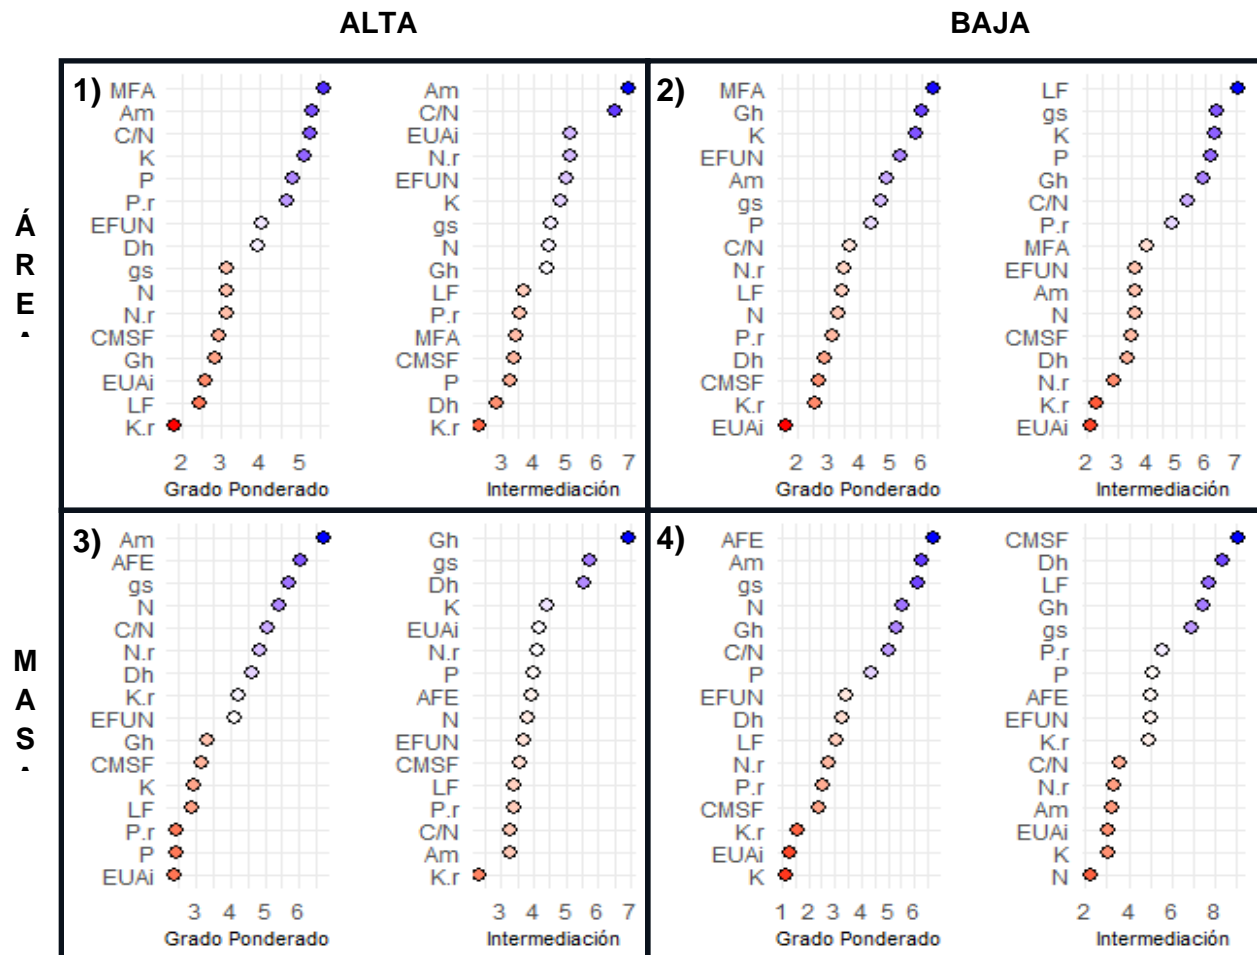 ALTA
BAJA
Á
R
E
M
A
S
1)
MFA
Am
C/N
K
P
P.r
EFUN
Dh
gs
N
N.r
CMSF
Gh
EUAi
LF
K.r
2 3 4 5
Grado Ponderado
Am
C/N
EUAi
N.r
EFUN
K
gs
N
Gh
LF
P.r
MFA
CMSF
P
Dh
K.r
3 4 5 6 7
Intermediación
2)
MFA
Gh
K
EFUN
Am
gs
P
C/N
N.r
LF
N
P.r
Dh
CMSF
K.r
EUAi
2 3 4 5 6
Grado Ponderado
LF
gs
K
P
Gh
C/N
P.r
MFA
EFUN
Am
N
CMSF
Dh
N.r
K.r
EUAi
2 3 4 5 6 7
Intermediación
3)
Am
AFE
gs
N
C/N
N.r
Dh
K.r
EFUN
Gh
CMSF
K
LF
P.r
P
EUAi
3 4 5 6
Grado Ponderado
Gh
gs
Dh
K
EUAi
N.r
P
AFE
N
EFUN
CMSF
LF
P.r
C/N
Am
K.r
3 4 5 6 7
Intermediación
4)
AFE
Am
gs
N
Gh
C/N
P
EFUN
Dh
LF
N.r
P.r
CMSF
K.r
EUAi
K
1 2 3 4 5 6
Grado Ponderado
CMSF
Dh
LF
Gh
gs
P.r
P
AFE
EFUN
K.r
C/N
N.r
Am
EUAi
K
N
2 4 6 8
Intermediación